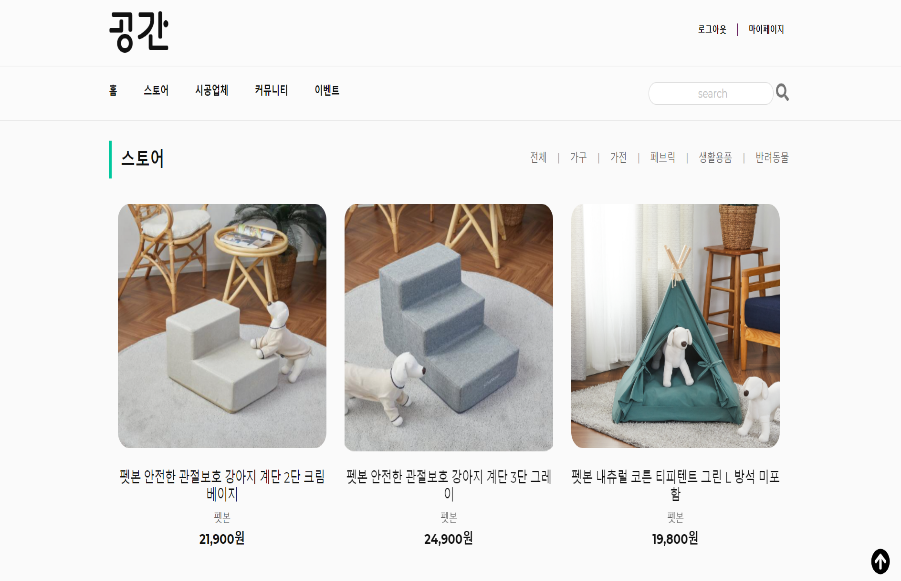 공간
로그아웃 | 마이페이지
홈 스토어 시공업체 커뮤니티 이벤트
search
스토어
전체 | 가구 | 가전 | 페브릭 | 생활용품 | 반려동물
펫본 안전한 관절보호 강아지 계단 2단 크림
베이지
펫본
21,900원
펫본 안전한 관절보호 강아지 계단 3단 그레
이
펫본
24,900원
펫본 내츄럴 코튼 티피텐트 그린 L 방석 미포
함
펫본
19,800원